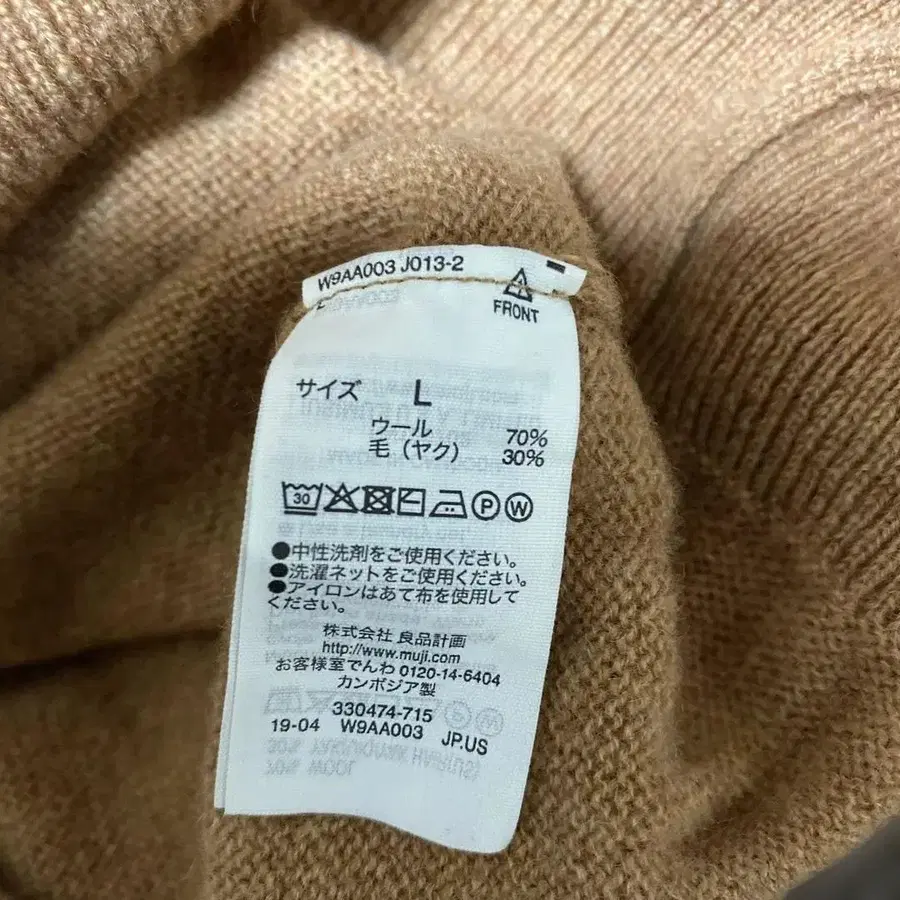 W9AA003 J013-2
FRONT
サイズ L
ウール 70%
毛（ヤク） 30%
30
P W
●中性洗剤をご使用ください。
●洗濯ネットをご使用ください。
●アイロンはあて布を使用して
ください。
株式会社 良品計画
http://www.muji.com
お客様室でんわ 0120-14-6404
カンボジア製
330474-715
19-04 W9AA003 JP.US